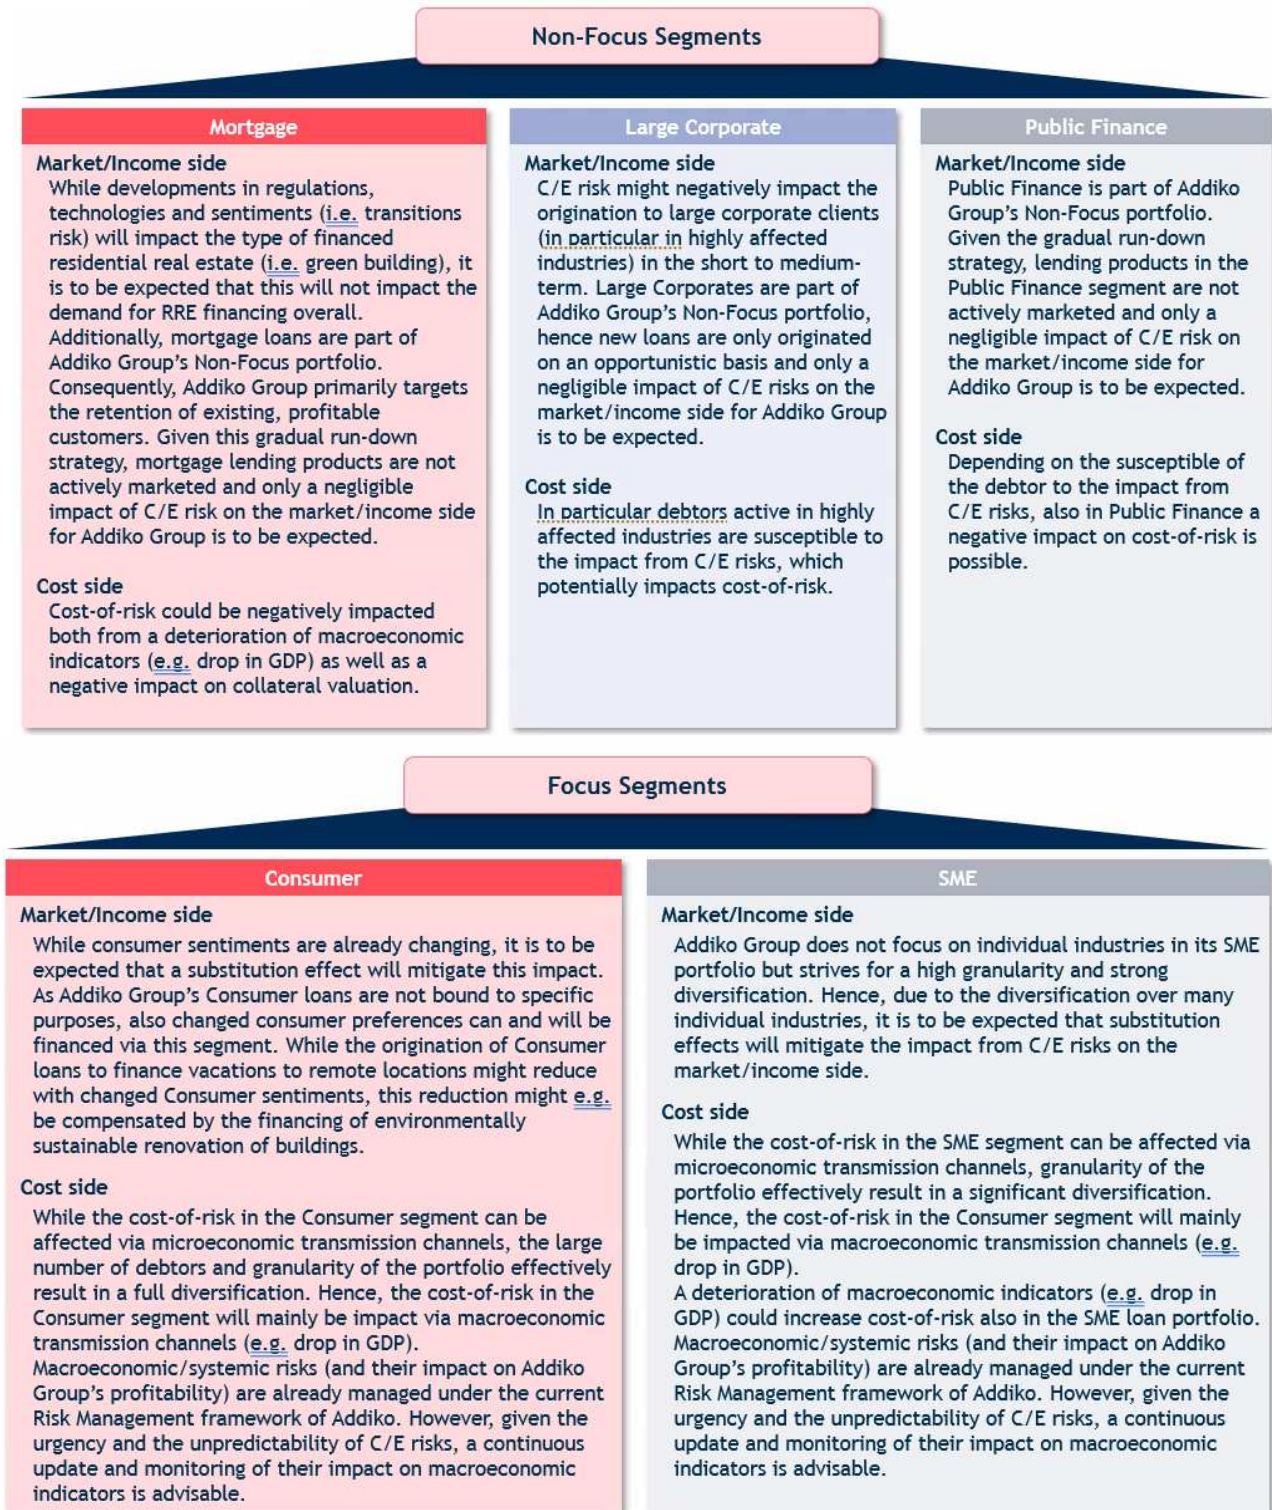 Non-Focus Segments
Mortgage
Market/Income side
While developments in regulations,
technologies and sentiments (i.e. transitions
risk) will impact the type of financed
residential real estate (i.e. green building), it
is to be expected that this will not impact the
demand for RRE financing overall.
Additionally, mortgage loans are part of
Addiko Group's Non-Focus portfolio.
Consequently, Addiko Group primarily targets
the retention of existing, profitable
customers. Given this gradual run-down
strategy, mortgage lending products are not
actively marketed and only a negligible
impact of C/E risk on the market/income side
for Addiko Group is to be expected.
Cost side
Cost-of-risk could be negatively impacted
both from a deterioration of macroeconomic
indicators (e.g. drop in GDP) as well as a
negative impact on collateral valuation.
Large Corporate
Market/Income side
C/E risk might negatively impact the
origination to large corporate clients
(in particular in highly affected
industries) in the short to medium-
term. Large Corporates are part of
Addiko Group's Non-Focus portfolio,
hence new loans are only originated
on an opportunistic basis and only a
negligible impact of C/E risks on the
market/income side for Addiko Group
is to be expected.
Cost side
In particular debtors active in highly
affected industries are susceptible to
the impact from C/E risks, which
potentially impacts cost-of-risk.
Public Finance
Market/Income side
Public Finance is part of Addiko
Group's Non-Focus portfolio.
Given the gradual run-down
strategy, lending products in the
Public Finance segment are not
actively marketed and only a
negligible impact of C/E risk on
the market/income side for
Addiko Group is to be expected.
Cost side
Depending on the susceptible of
the debtor to the impact from
C/E risks, also in Public Finance a
negative impact on cost-of-risk is
possible.
Focus Segments
Consumer
Market/Income side
While consumer sentiments are already changing, it is to be
expected that a substitution effect will mitigate this impact.
As Addiko Group's Consumer loans are not bound to specific
purposes, also changed consumer preferences can and will be
financed via this segment. While the origination of Consumer
loans to finance vacations to remote locations might reduce
with changed Consumer sentiments, this reduction might e.g.
be compensated by the financing of environmentally
sustainable renovation of buildings.
Cost side
While the cost-of-risk in the Consumer segment can be
affected via microeconomic transmission channels, the large
number of debtors and granularity of the portfolio effectively
result in a full diversification. Hence, the cost-of-risk in the
Consumer segment will mainly be impact via macroeconomic
transmission channels (e.g. drop in GDP).
Macroeconomic/systemic risks (and their impact on Addiko
Group's profitability) are already managed under the current
Risk Management framework of Addiko. However, given the
urgency and the unpredictability of C/E risks, a continuous
update and monitoring of their impact on macroeconomic
indicators is advisable.
SME
Market/Income side
Addiko Group does not focus on individual industries in its SME
portfolio but strives for a high granularity and strong
diversification. Hence, due to the diversification over many
individual industries, it is to be expected that substitution
effects will mitigate the impact from C/E risks on the
market/income side.
Cost side
While the cost-of-risk in the SME segment can be affected via
microeconomic transmission channels, granularity of the
portfolio effectively result in a significant diversification.
Hence, the cost-of-risk in the Consumer segment will mainly
be impacted via macroeconomic transmission channels (e.g.
drop in GDP).
A deterioration of macroeconomic indicators (e.g. drop in
GDP) could increase cost-of-risk also in the SME loan portfolio.
Macroeconomic/systemic risks (and their impact on Addiko
Group's profitability) are already managed under the current
Risk Management framework of Addiko. However, given the
urgency and the unpredictability of C/E risks, a continuous
update and monitoring of their impact on macroeconomic
indicators is advisable.